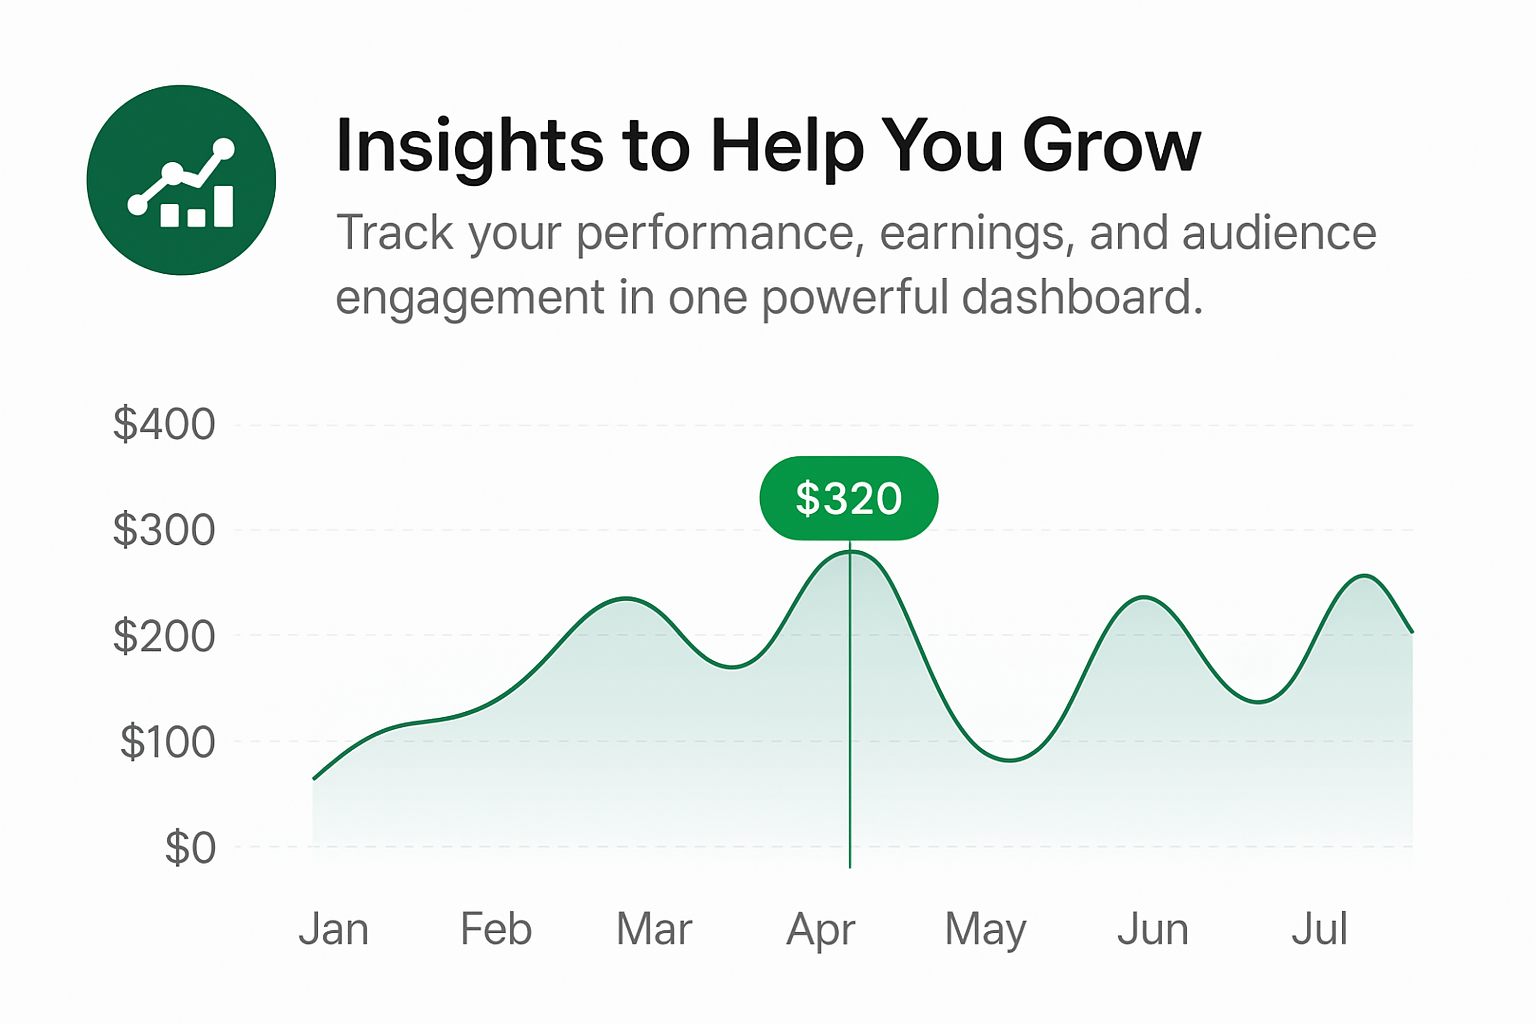 Insights to Help You Grow
Track your performance, earnings, and audience
engagement in one powerful dashboard.
$400
$320
$300
$200
$100
$0
Jan Feb Mar Apr May Jun Jul